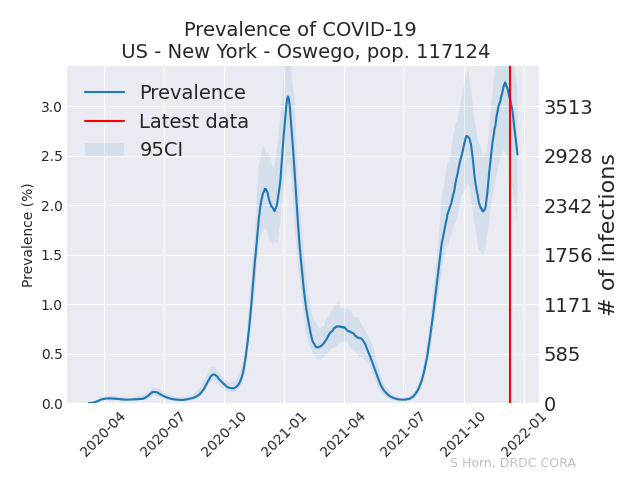 Prevalence of COVID-19
US - New York - Oswego, pop. 117124
Prevalence
Latest data
95CI
Prevalence (%)
3.0
2.5
2.0
1.5
1.0
0.5
0.0
3513
2928
2342
1756
1171
585
0
# of infections
2020-04
2020-07
2020-10
2021-01
2021-04
2021-07
2021-10
2022-01
S Horn, DRDC CORA